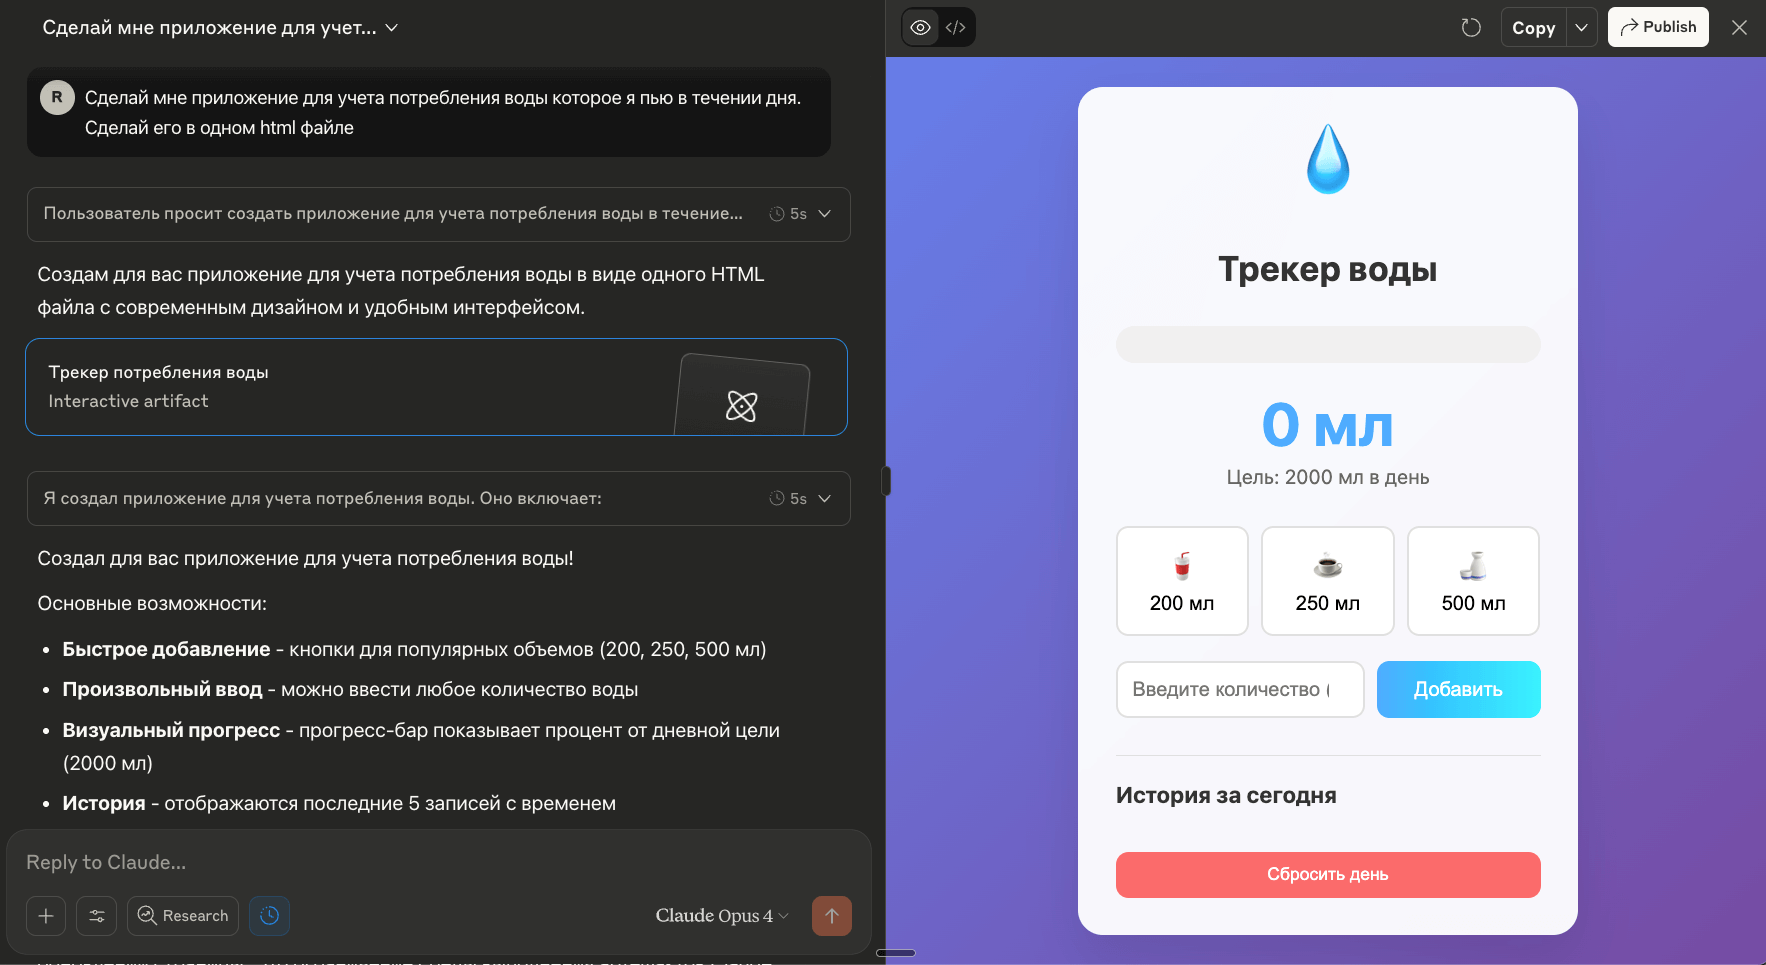 Сделай мне приложение для учет...
R
Сделай мне приложение для учета потребления воды которое я пью в течении дня.
Сделай его в одном html файле
Пользователь просит создать приложение для учета потребления воды в течение...
5s
Создам для вас приложение для учета потребления воды в виде одного HTML
файла с современным дизайном и удобным интерфейсом.
Трекер потребления воды
Interactive artifact
Я создал приложение для учета потребления воды. Оно включает:
5s
Создал для вас приложение для учета потребления воды!
Основные возможности:
• Быстрое добавление - кнопки для популярных объемов (200, 250, 500 мл)
• Произвольный ввод - можно ввести любое количество воды
• Визуальный прогресс - прогресс-бар показывает процент от дневной цели
(2000 мл)
• История - отображаются последние 5 записей с временем
Reply to Claude...
Research
Claude Opus 4
Copy
Publish
Трекер воды
0 мл
Цель: 2000 мл в день
200 мл
250 мл
500 мл
Введите количество (
Добавить
История за сегодня
Сбросить день